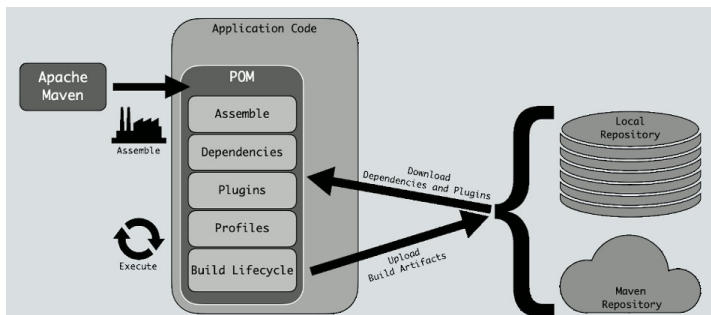 Application Code
Apache
Maven
POM
Assemble
Assemble
Dependencies
Plugins
Profiles
Build Lifecycle
Execute
Download
Dependencies and Plugins
Upload
Build Artifacts
Local
Repository
Maven
Repository